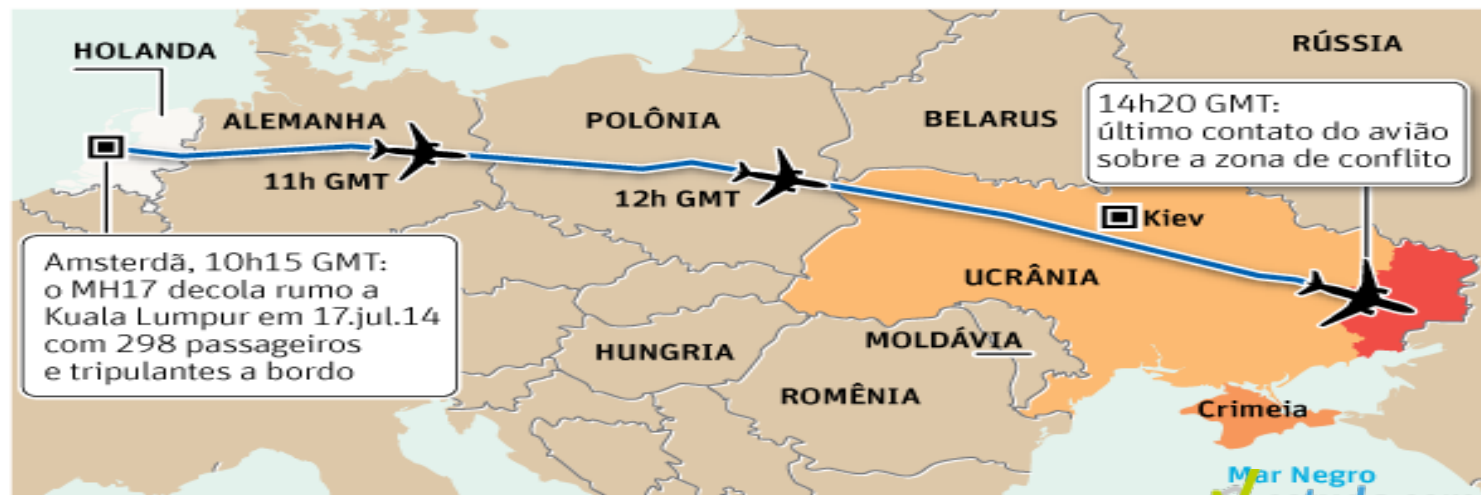 HOLANDA
RÚSSIA
ALEMANHA
POLÔNIA
BELARUS
14h20 GMT:
último contato do avião
sobre a zona de conflito
11h GMT
12h GMT
Kiev
Amsterdã, 10h15 GMT:
o MH17 decola rumo a
Kuala Lumpur em 17.jul.14
com 298 passageiros
e tripulantes a bordo
UCRÂNIA
HUNGRIA
MOLDÁVIA
ROMÊNIA
Crimeia
Mar Negro